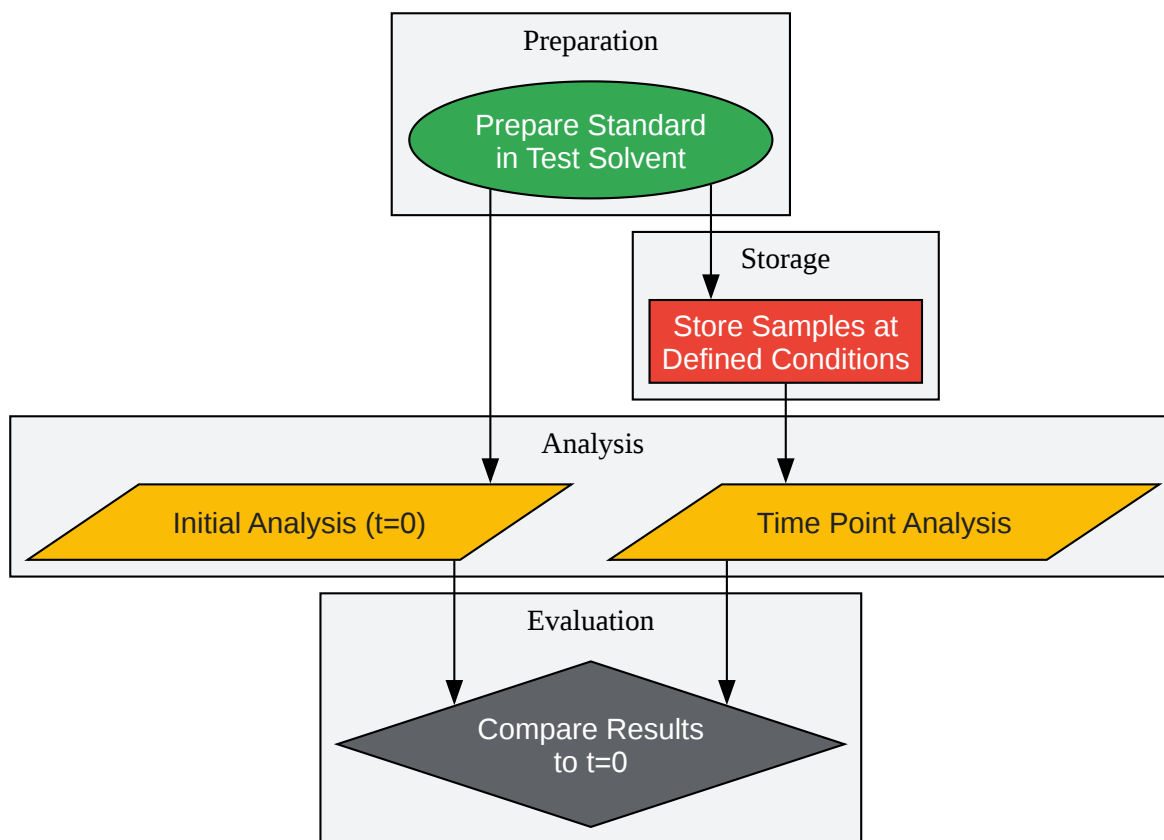 Preparation
Prepare Standard
in Test Solvent
Storage
Store Samples at
Defined Conditions
Analysis
Initial Analysis (t=0)
Time Point Analysis
Evaluation
Compare Results
to t=0